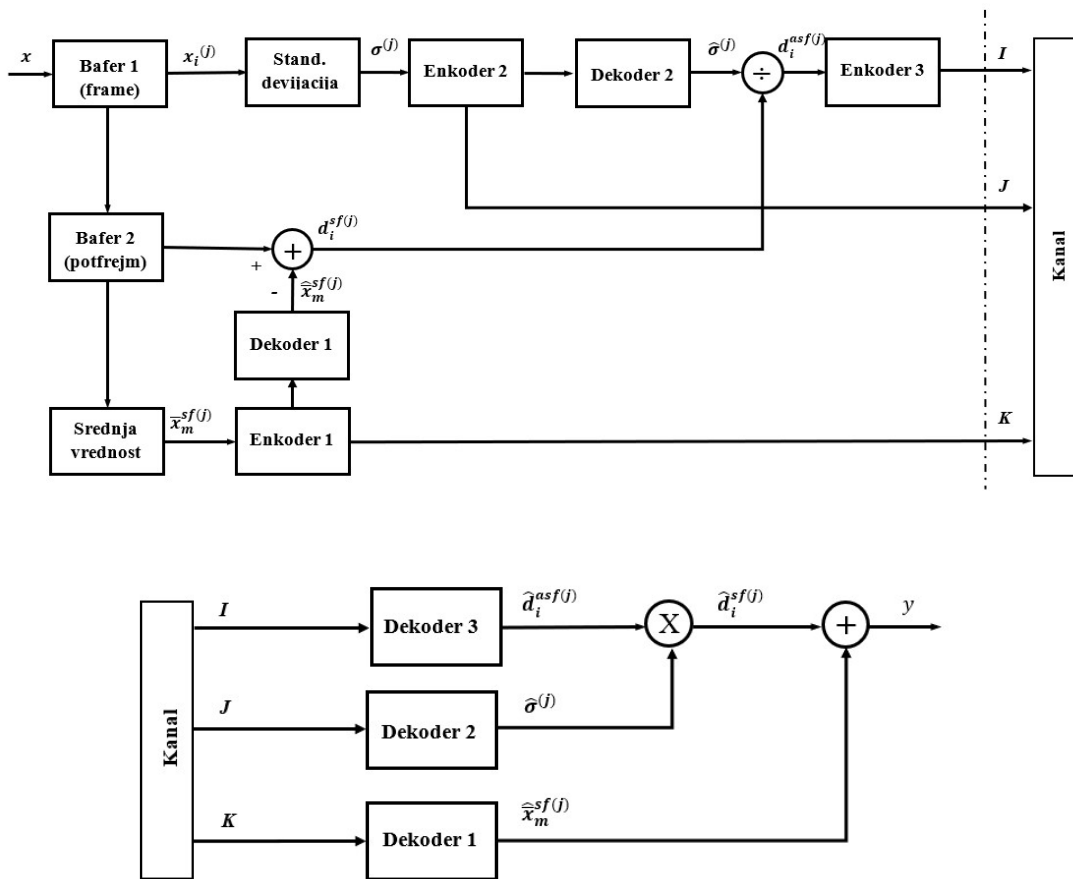 x
Bafer 1
(frame)
x_i^{(j)}
Stand.
devijacija
σ^{(j)}
Enkoder 2
Dekoder 2
σ̂^{(j)}
÷
d_i^{asf(j)}
Enkoder 3
I
J
Bafer 2
(potfrejm)
+
+
d_i^{sf(j)}
-
x̄̂_m^{sf(j)}
Dekoder 1
Srednja
vrednost
x̄_m^{sf(j)}
Enkoder 1
K
Kanal
Kanal
I
Dekoder 3
d̂_i^{asf(j)}
X
d̂_i^{sf(j)}
+
y
J
Dekoder 2
σ̂^{(j)}
K
Dekoder 1
x̄̂_m^{sf(j)}